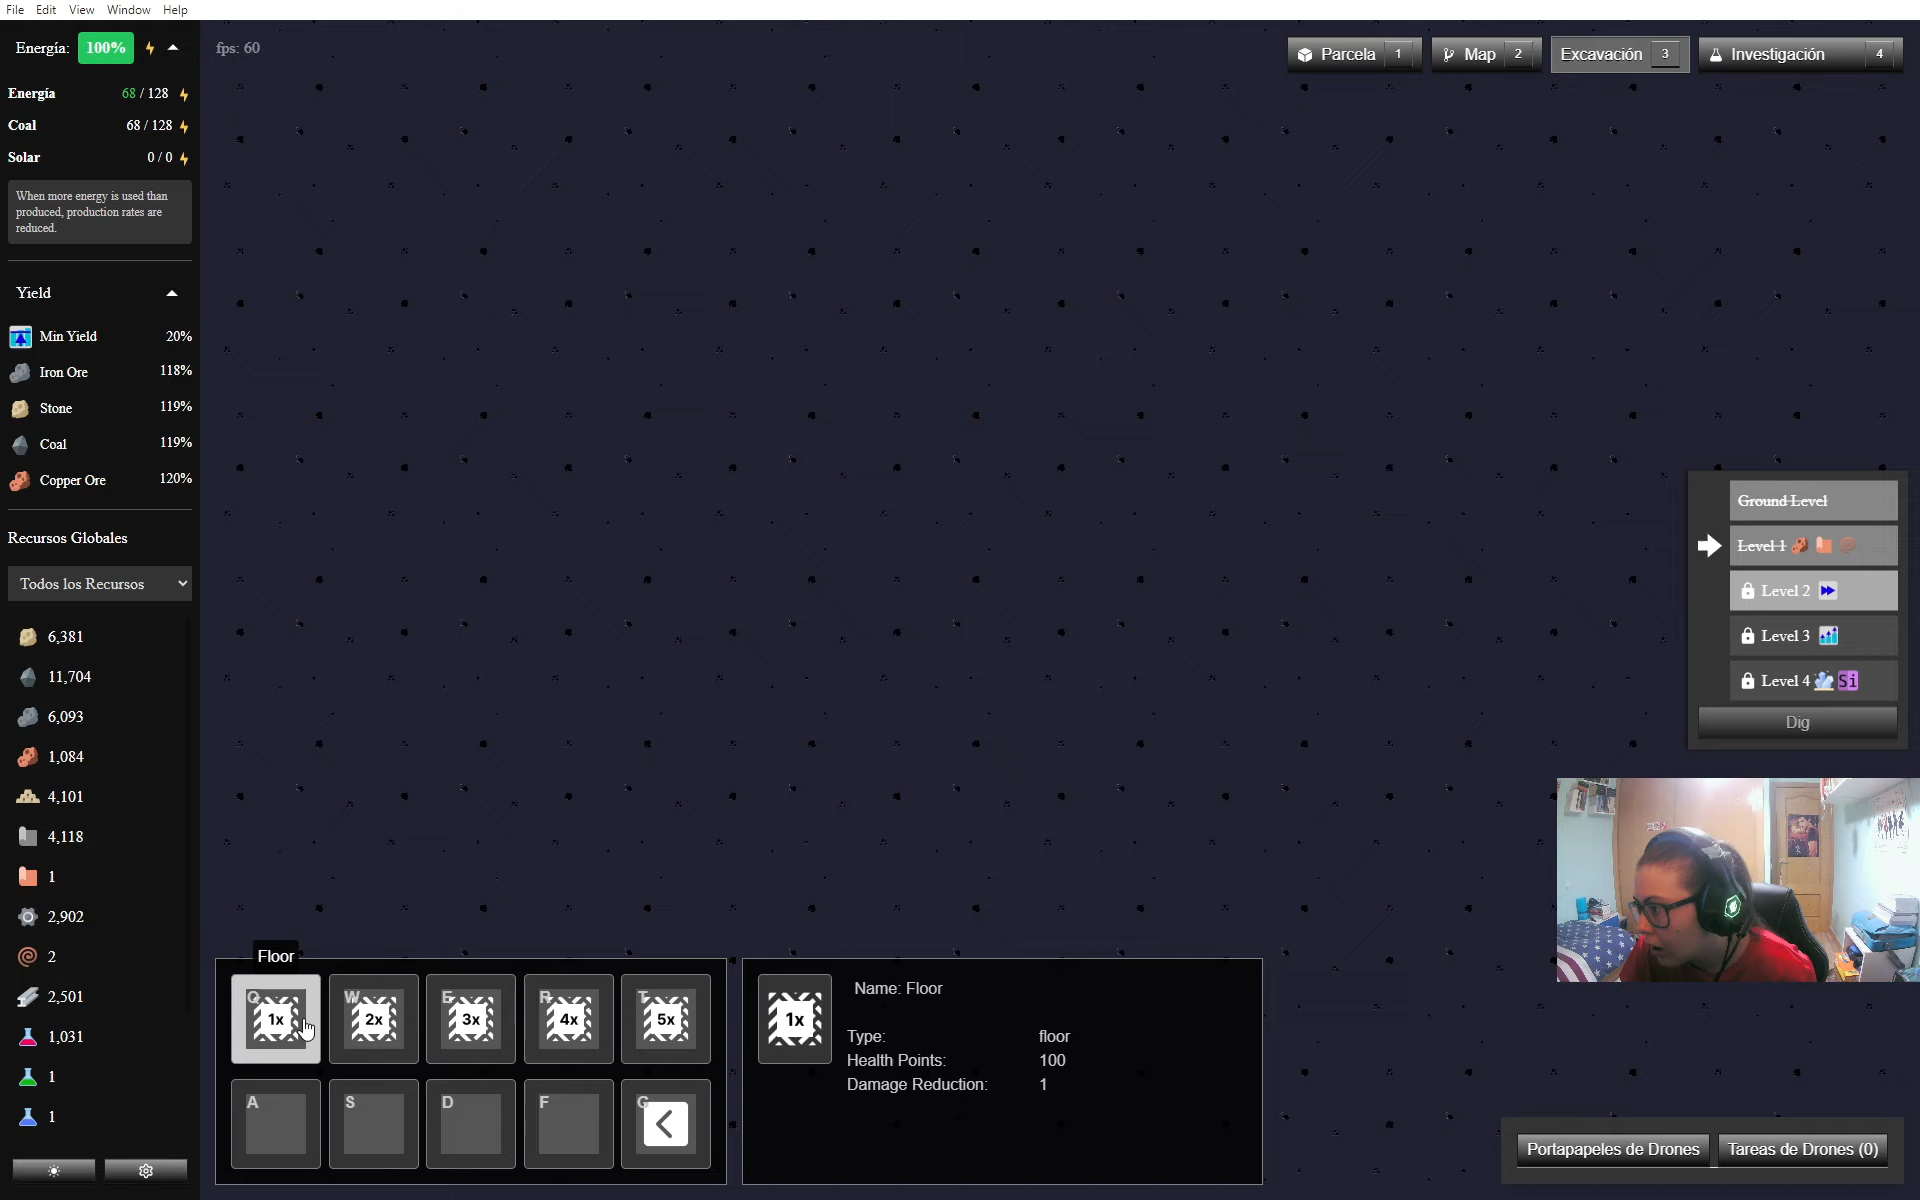 File Edit View Window Help
Energía: 100%
Energía 68 / 128
Coal 68 / 128
Solar 0 / 0
When more energy is used than
produced, production rates are
reduced.
Yield
Min Yield 20%
Iron Ore 118%
Stone 119%
Coal 119%
Copper Ore 120%
Recursos Globales
Todos los Recursos
6,381
11,704
6,093
1,084
4,101
4,118
1
2,902
2
2,501
1,031
1
1
fps: 60
Parcela 1
Map 2
Excavación 3
Investigación 4
Ground Level
Level 1
Level 2
Level 3
Level 4 Si
Dig
Floor
Q 1x
W 2x
E 3x
R 4x
T 5x
A
S
D
F
G
1x
Name: Floor
Type: floor
Health Points: 100
Damage Reduction: 1
Portapapeles de Drones
Tareas de Drones (0)